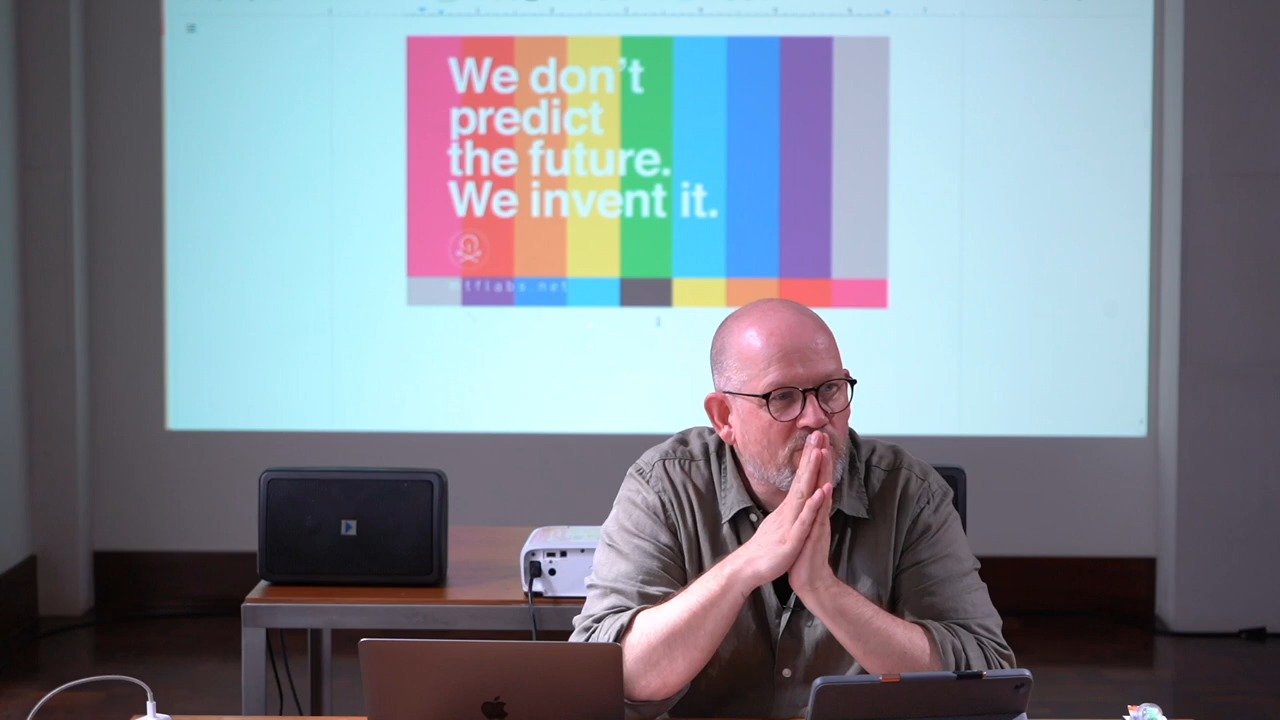 We don't
predict
the future.
We invent it.
mtflabs.net